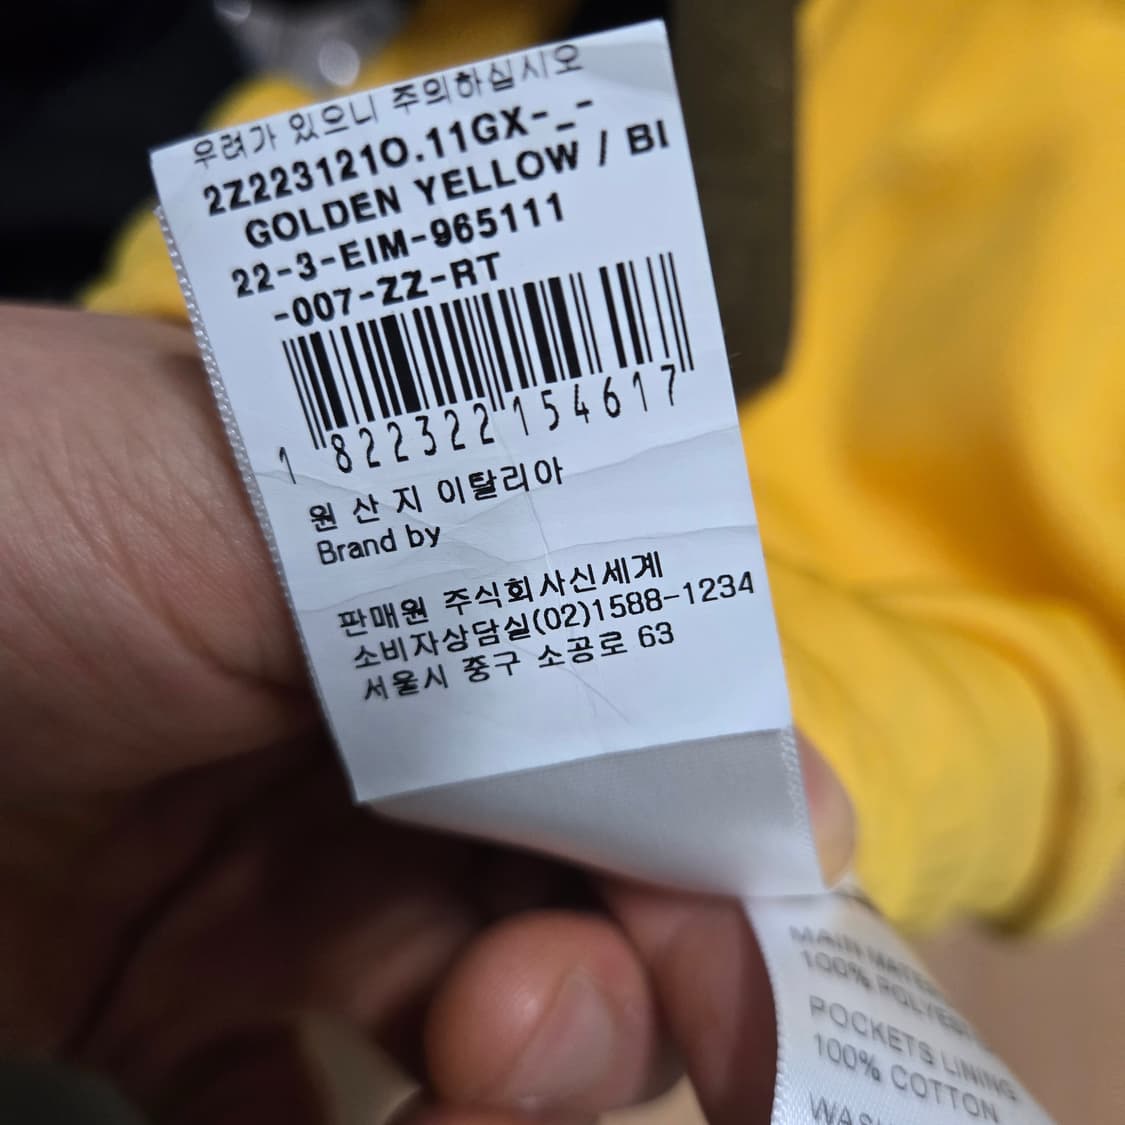 우려가 있으니 주의하십시오
2Z2231210.11GX-_-
GOLDEN YELLOW / BI
22-3-EIM-965111
-007-ZZ-RT
1 822322 154617
원 산 지 이탈리아
Brand by
판매원 주식회사신세계
소비자상담실(02)1588-1234
서울시 중구 소공로 63
MAIN
100%
POCKETS LINING
100% COTTON